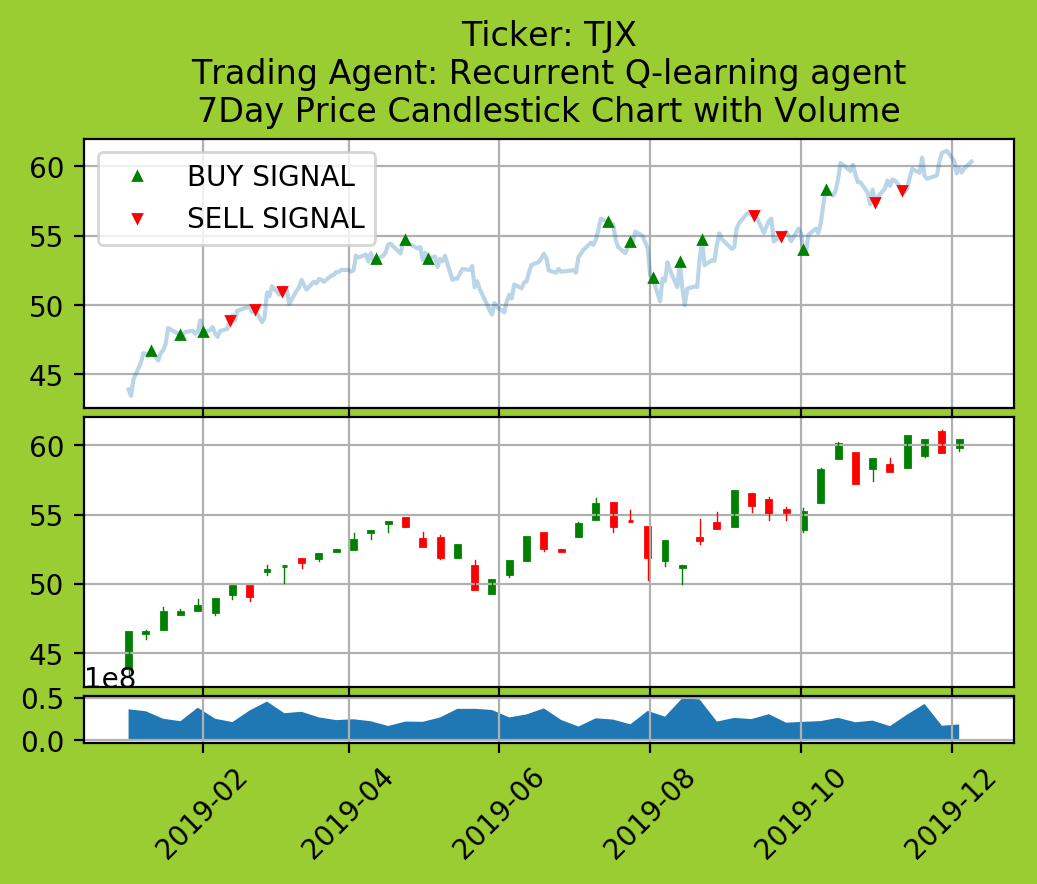 Ticker: TJX
Trading Agent: Recurrent Q-learning agent
7Day Price Candlestick Chart with Volume
BUY SIGNAL
SELL SIGNAL
60
55
50
45
60
55
50
45
1e8
0.5
0.0
2019-02
2019-04
2019-06
2019-08
2019-10
2019-12